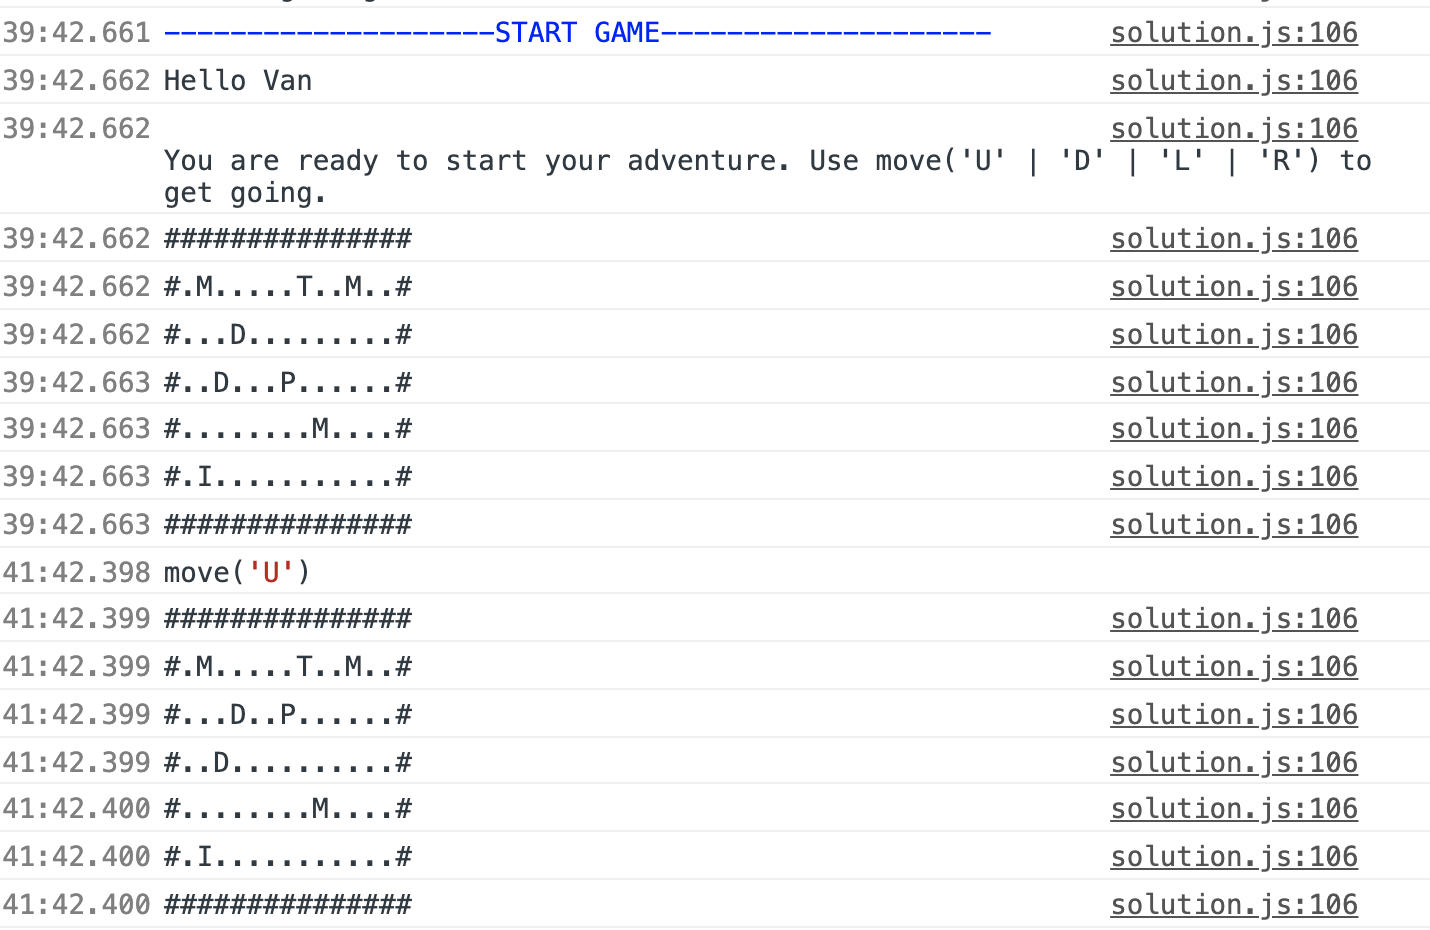 39:42.661 --------------------START GAME-------------------- solution.js:106
39:42.662 Hello Van solution.js:106
39:42.662 solution.js:106
You are ready to start your adventure. Use move('U' | 'D' | 'L' | 'R') to
get going.
39:42.662 ############### solution.js:106
39:42.662 #.M.....T..M..# solution.js:106
39:42.662 #...D.........# solution.js:106
39:42.663 #..D...P......# solution.js:106
39:42.663 #........M....# solution.js:106
39:42.663 #.I...........# solution.js:106
39:42.663 ############### solution.js:106
41:42.398 move('U')
41:42.399 ############### solution.js:106
41:42.399 #.M.....T..M..# solution.js:106
41:42.399 #...D..P......# solution.js:106
41:42.399 #..D..........# solution.js:106
41:42.400 #........M....# solution.js:106
41:42.400 #.I...........# solution.js:106
41:42.400 ############### solution.js:106